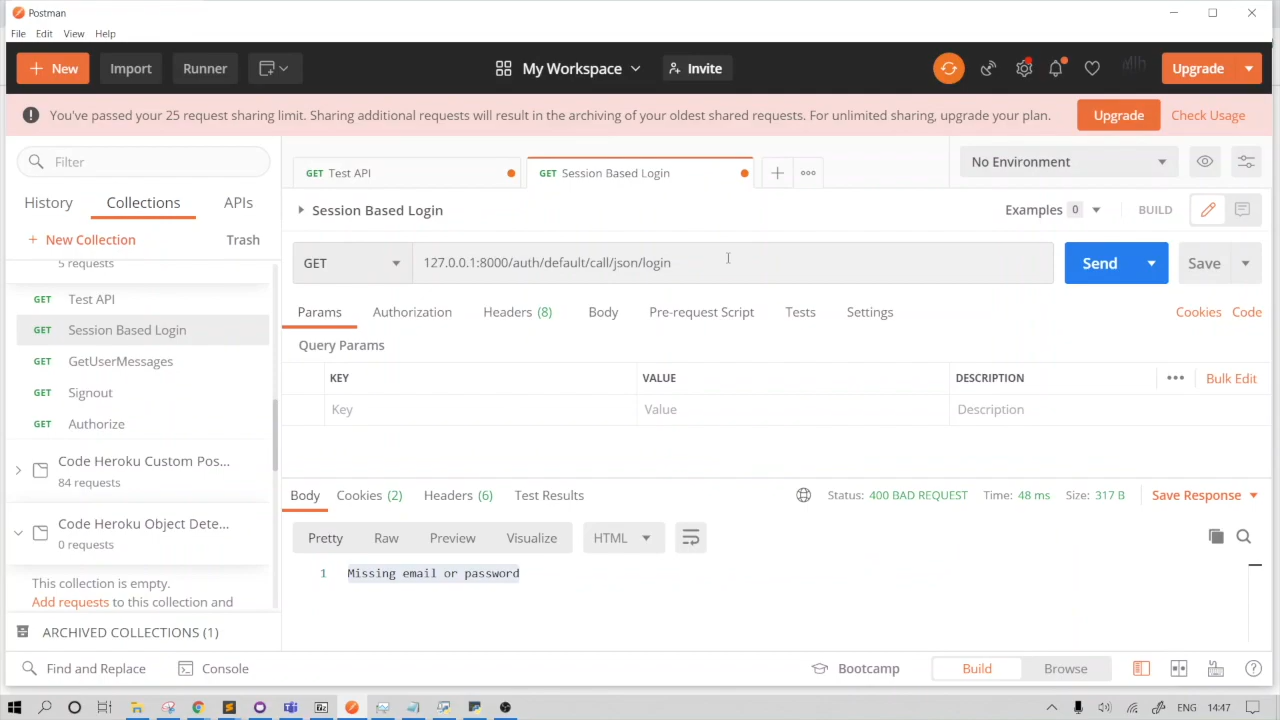 Postman
File Edit View Help
New Import Runner My Workspace Invite Upgrade
You've passed your 25 request sharing limit. Sharing additional requests will result in the archiving of your oldest shared requests. For unlimited sharing, upgrade your plan. Upgrade Check Usage
Filter
GET Test API GET Session Based Login No Environment
History Collections APIs
Session Based Login Examples 0 BUILD
New Collection Trash
5 requests
GET 127.0.0.1:8000/auth/default/call/json/login Send Save
GET Test API
GET Session Based Login
GET GetUserMessages
GET Signout
GET Authorize
Code Heroku Custom Pos...
84 requests
Code Heroku Object Dete...
0 requests
This collection is empty.
Add requests to this collection and
ARCHIVED COLLECTIONS (1)
Params Authorization Headers (8) Body Pre-request Script Tests Settings Cookies Code
Query Params
KEY VALUE DESCRIPTION Bulk Edit
Key Value Description
Body Cookies (2) Headers (6) Test Results Status: 400 BAD REQUEST Time: 48 ms Size: 317 B Save Response
Pretty Raw Preview Visualize HTML
1 Missing email or password
Find and Replace Console Bootcamp Build Browse
ENG 14:47